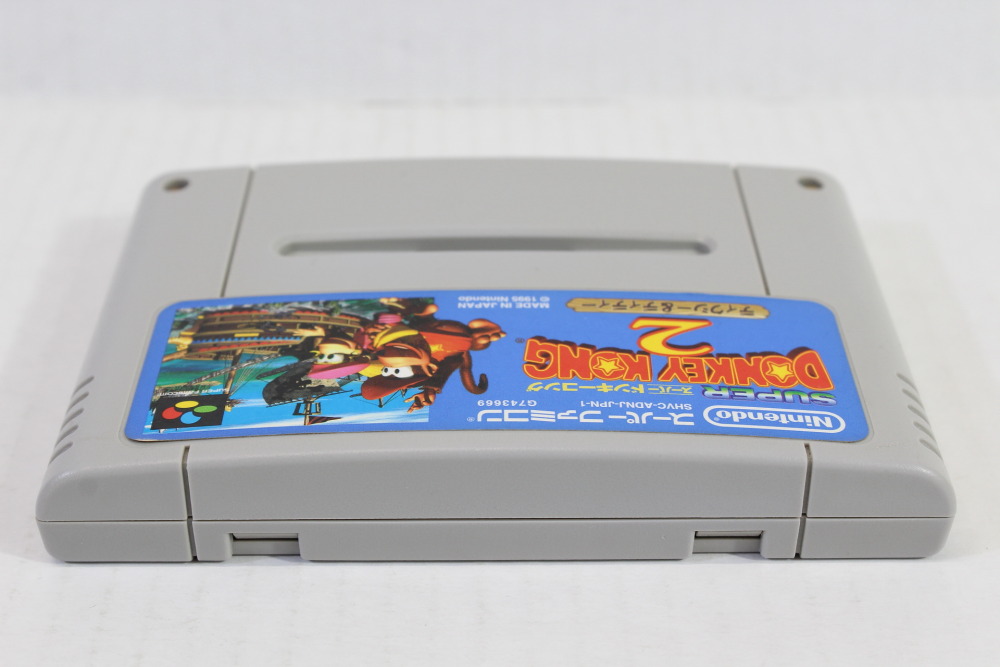 Nintendo
スーパーファミコン®
SHVC-ADNJ-JPN-1
G743669
SUPER
スーパードンキーコング
DONKEY KONG
2
ディクシー&ディディー
MADE IN JAPAN
© 1995 Nintendo
Super Famicom